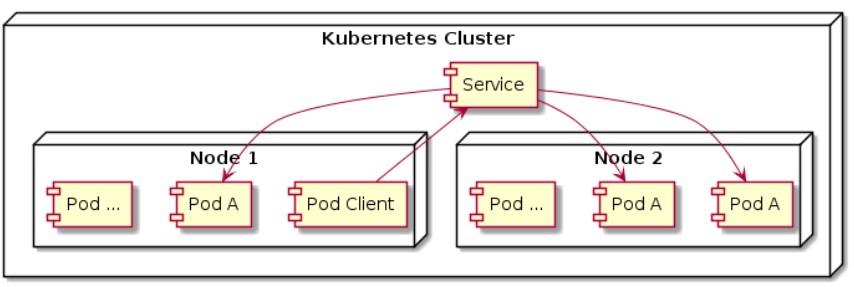 Kubernetes Cluster
Service
Node 1
Node 2
Pod ...
Pod A
Pod Client
Pod ...
Pod A
Pod A